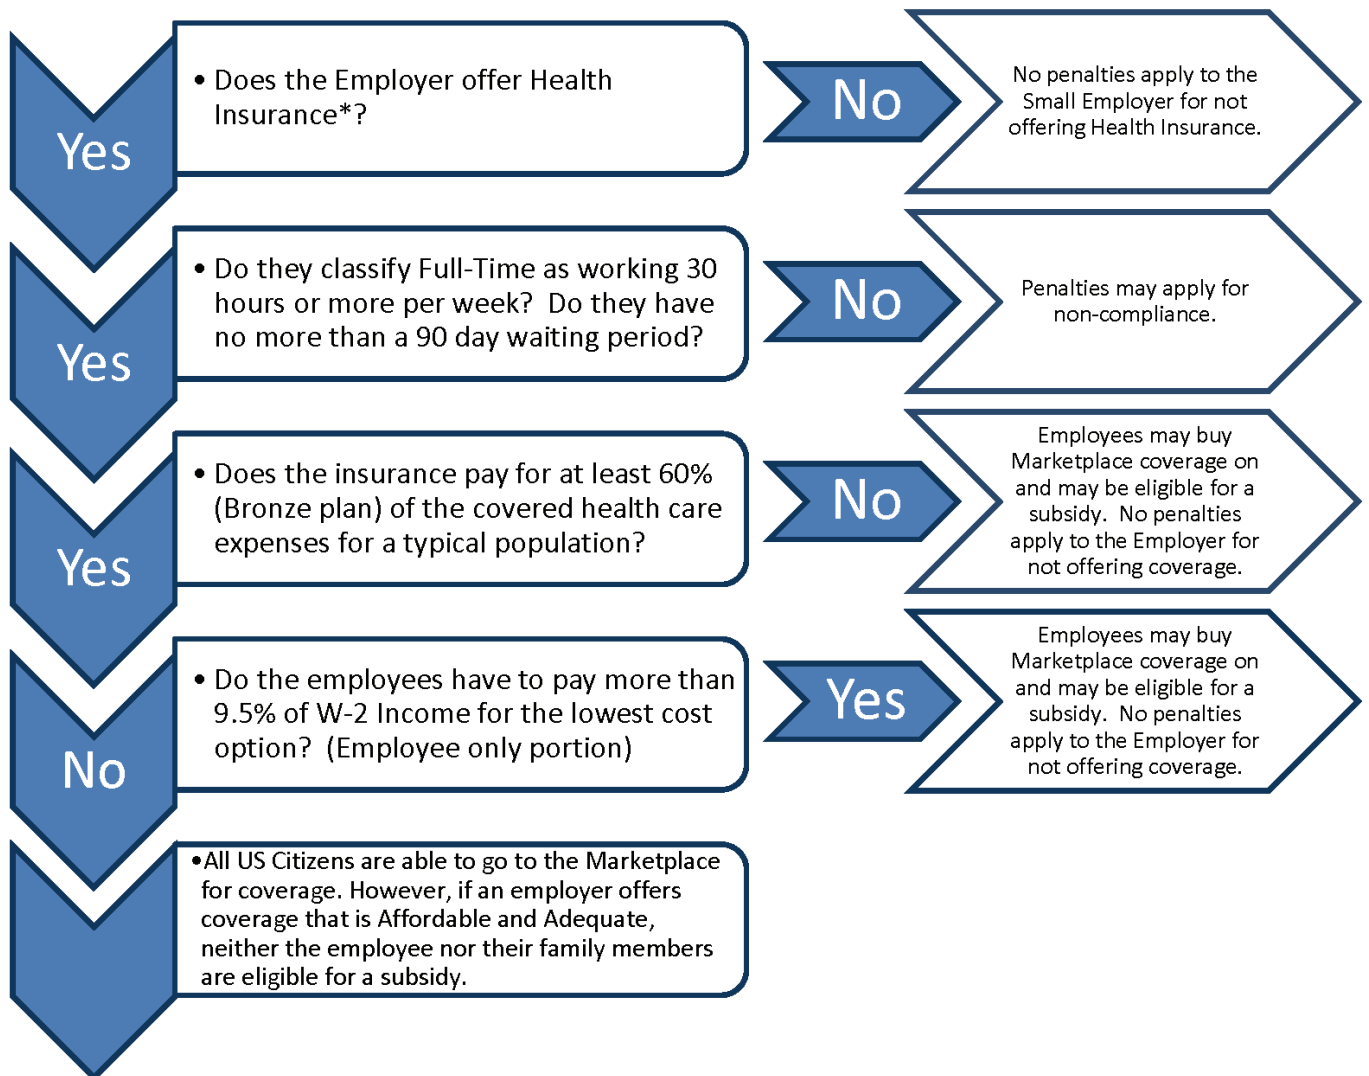 • Does the Employer offer Health
Insurance*?
No
No penalties apply to the
Small Employer for not
offering Health Insurance.
Yes
• Do they classify Full-Time as working 30
hours or more per week?  Do they have
no more than a 90 day waiting period?
No
Penalties may apply for
non-compliance.
Yes
• Does the insurance pay for at least 60%
(Bronze plan) of the covered health care
expenses for a typical population?
No
Employees may buy
Marketplace coverage on
and may be eligible for a
subsidy.  No penalties
apply to the Employer for
not offering coverage.
Yes
• Do the employees have to pay more than
9.5% of W-2 Income for the lowest cost
option?  (Employee only portion)
Yes
Employees may buy
Marketplace coverage on
and may be eligible for a
subsidy.  No penalties
apply to the Employer for
not offering coverage.
No
•All US Citizens are able to go to the Marketplace
for coverage. However, if an employer offers
coverage that is Affordable and Adequate,
neither the employee nor their family members
are eligible for a subsidy.